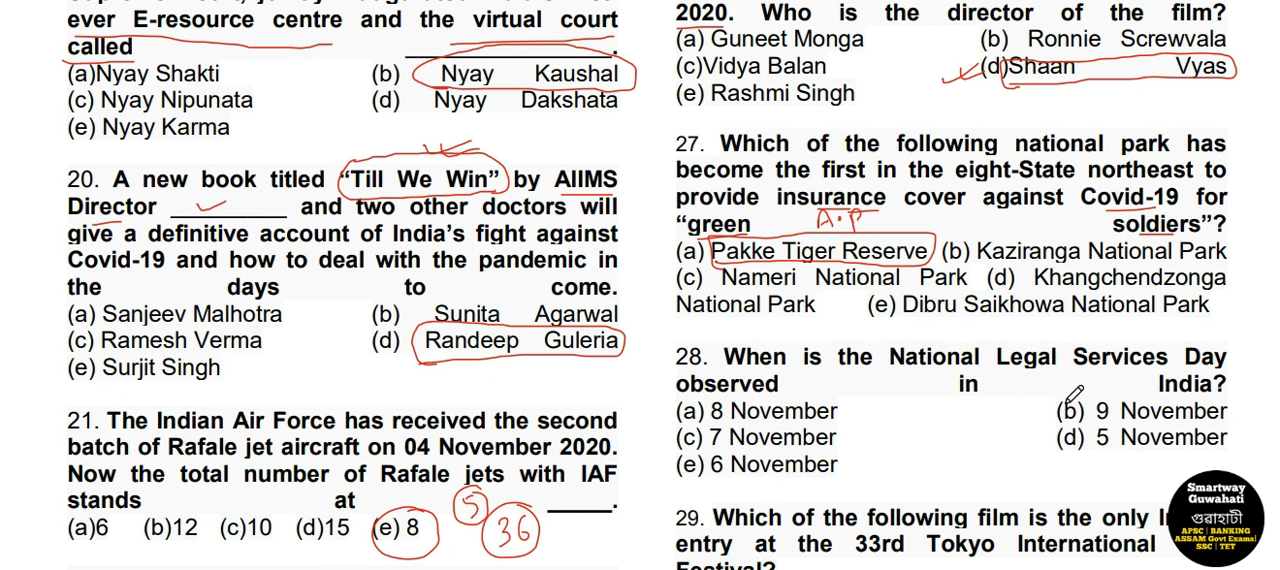 ever E-resource centre and the virtual court
called ____________.
(a)Nyay Shakti (b) Nyay Kaushal
(c) Nyay Nipunata (d) Nyay Dakshata
(e) Nyay Karma
20. A new book titled “Till We Win” by AIIMS
Director _________ and two other doctors will
give a definitive account of India’s fight against
Covid-19 and how to deal with the pandemic in
the days to come.
(a) Sanjeev Malhotra (b) Sunita Agarwal
(c) Ramesh Verma (d) Randeep Guleria
(e) Surjit Singh
21. The Indian Air Force has received the second
batch of Rafale jet aircraft on 04 November 2020.
Now the total number of Rafale jets with IAF
stands at _____.
5
(a)6 (b)12 (c)10 (d)15 (e) 8
36
2020. Who is the director of the film?
(a) Guneet Monga (b) Ronnie Screwvala
(c)Vidya Balan (d)Shaan Vyas
(e) Rashmi Singh
27. Which of the following national park has
become the first in the eight-State northeast to
provide insurance cover against Covid-19 for
“green soldiers”?
A.P
(a) Pakke Tiger Reserve (b) Kaziranga National Park
(c) Nameri National Park (d) Khangchendzonga
National Park (e) Dibru Saikhowa National Park
28. When is the National Legal Services Day
observed in India?
(a) 8 November (b) 9 November
(c) 7 November (d) 5 November
(e) 6 November
29. Which of the following film is the only
entry at the 33rd Tokyo International
Smartway
Guwahati
গুৱাহাটী
APSC | BANKING
ASSAM Govt Exams|
SSC | TET